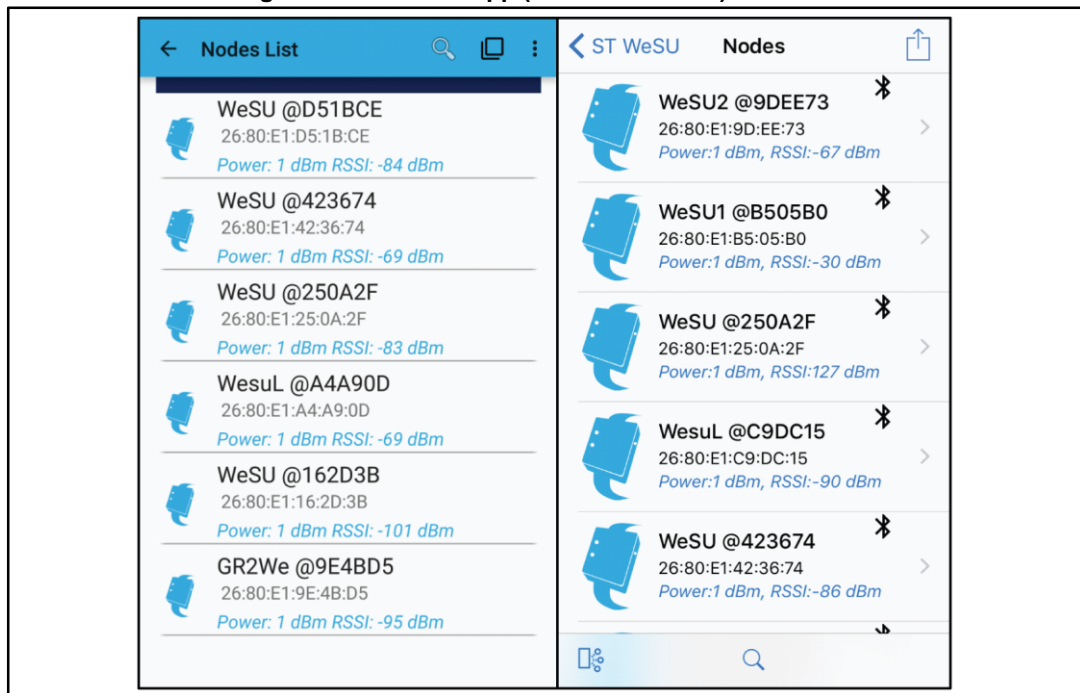 Nodes List
WeSU @D51BCE
26:80:E1:D5:1B:CE
Power: 1 dBm RSSI: -84 dBm
WeSU @423674
26:80:E1:42:36:74
Power: 1 dBm RSSI: -69 dBm
WeSU @250A2F
26:80:E1:25:0A:2F
Power: 1 dBm RSSI: -83 dBm
WesuL @A4A90D
26:80:E1:A4:A9:0D
Power: 1 dBm RSSI: -69 dBm
WeSU @162D3B
26:80:E1:16:2D:3B
Power: 1 dBm RSSI: -101 dBm
GR2We @9E4BD5
26:80:E1:9E:4B:D5
Power: 1 dBm RSSI: -95 dBm
ST WeSU Nodes
WeSU2 @9DEE73
26:80:E1:9D:EE:73
Power:1 dBm, RSSI:-67 dBm
WeSU1 @B505B0
26:80:E1:B5:05:B0
Power:1 dBm, RSSI:-30 dBm
WeSU @250A2F
26:80:E1:25:0A:2F
Power:1 dBm, RSSI:127 dBm
WesuL @C9DC15
26:80:E1:C9:DC:15
Power:1 dBm, RSSI:-90 dBm
WeSU @423674
26:80:E1:42:36:74
Power:1 dBm, RSSI:-86 dBm